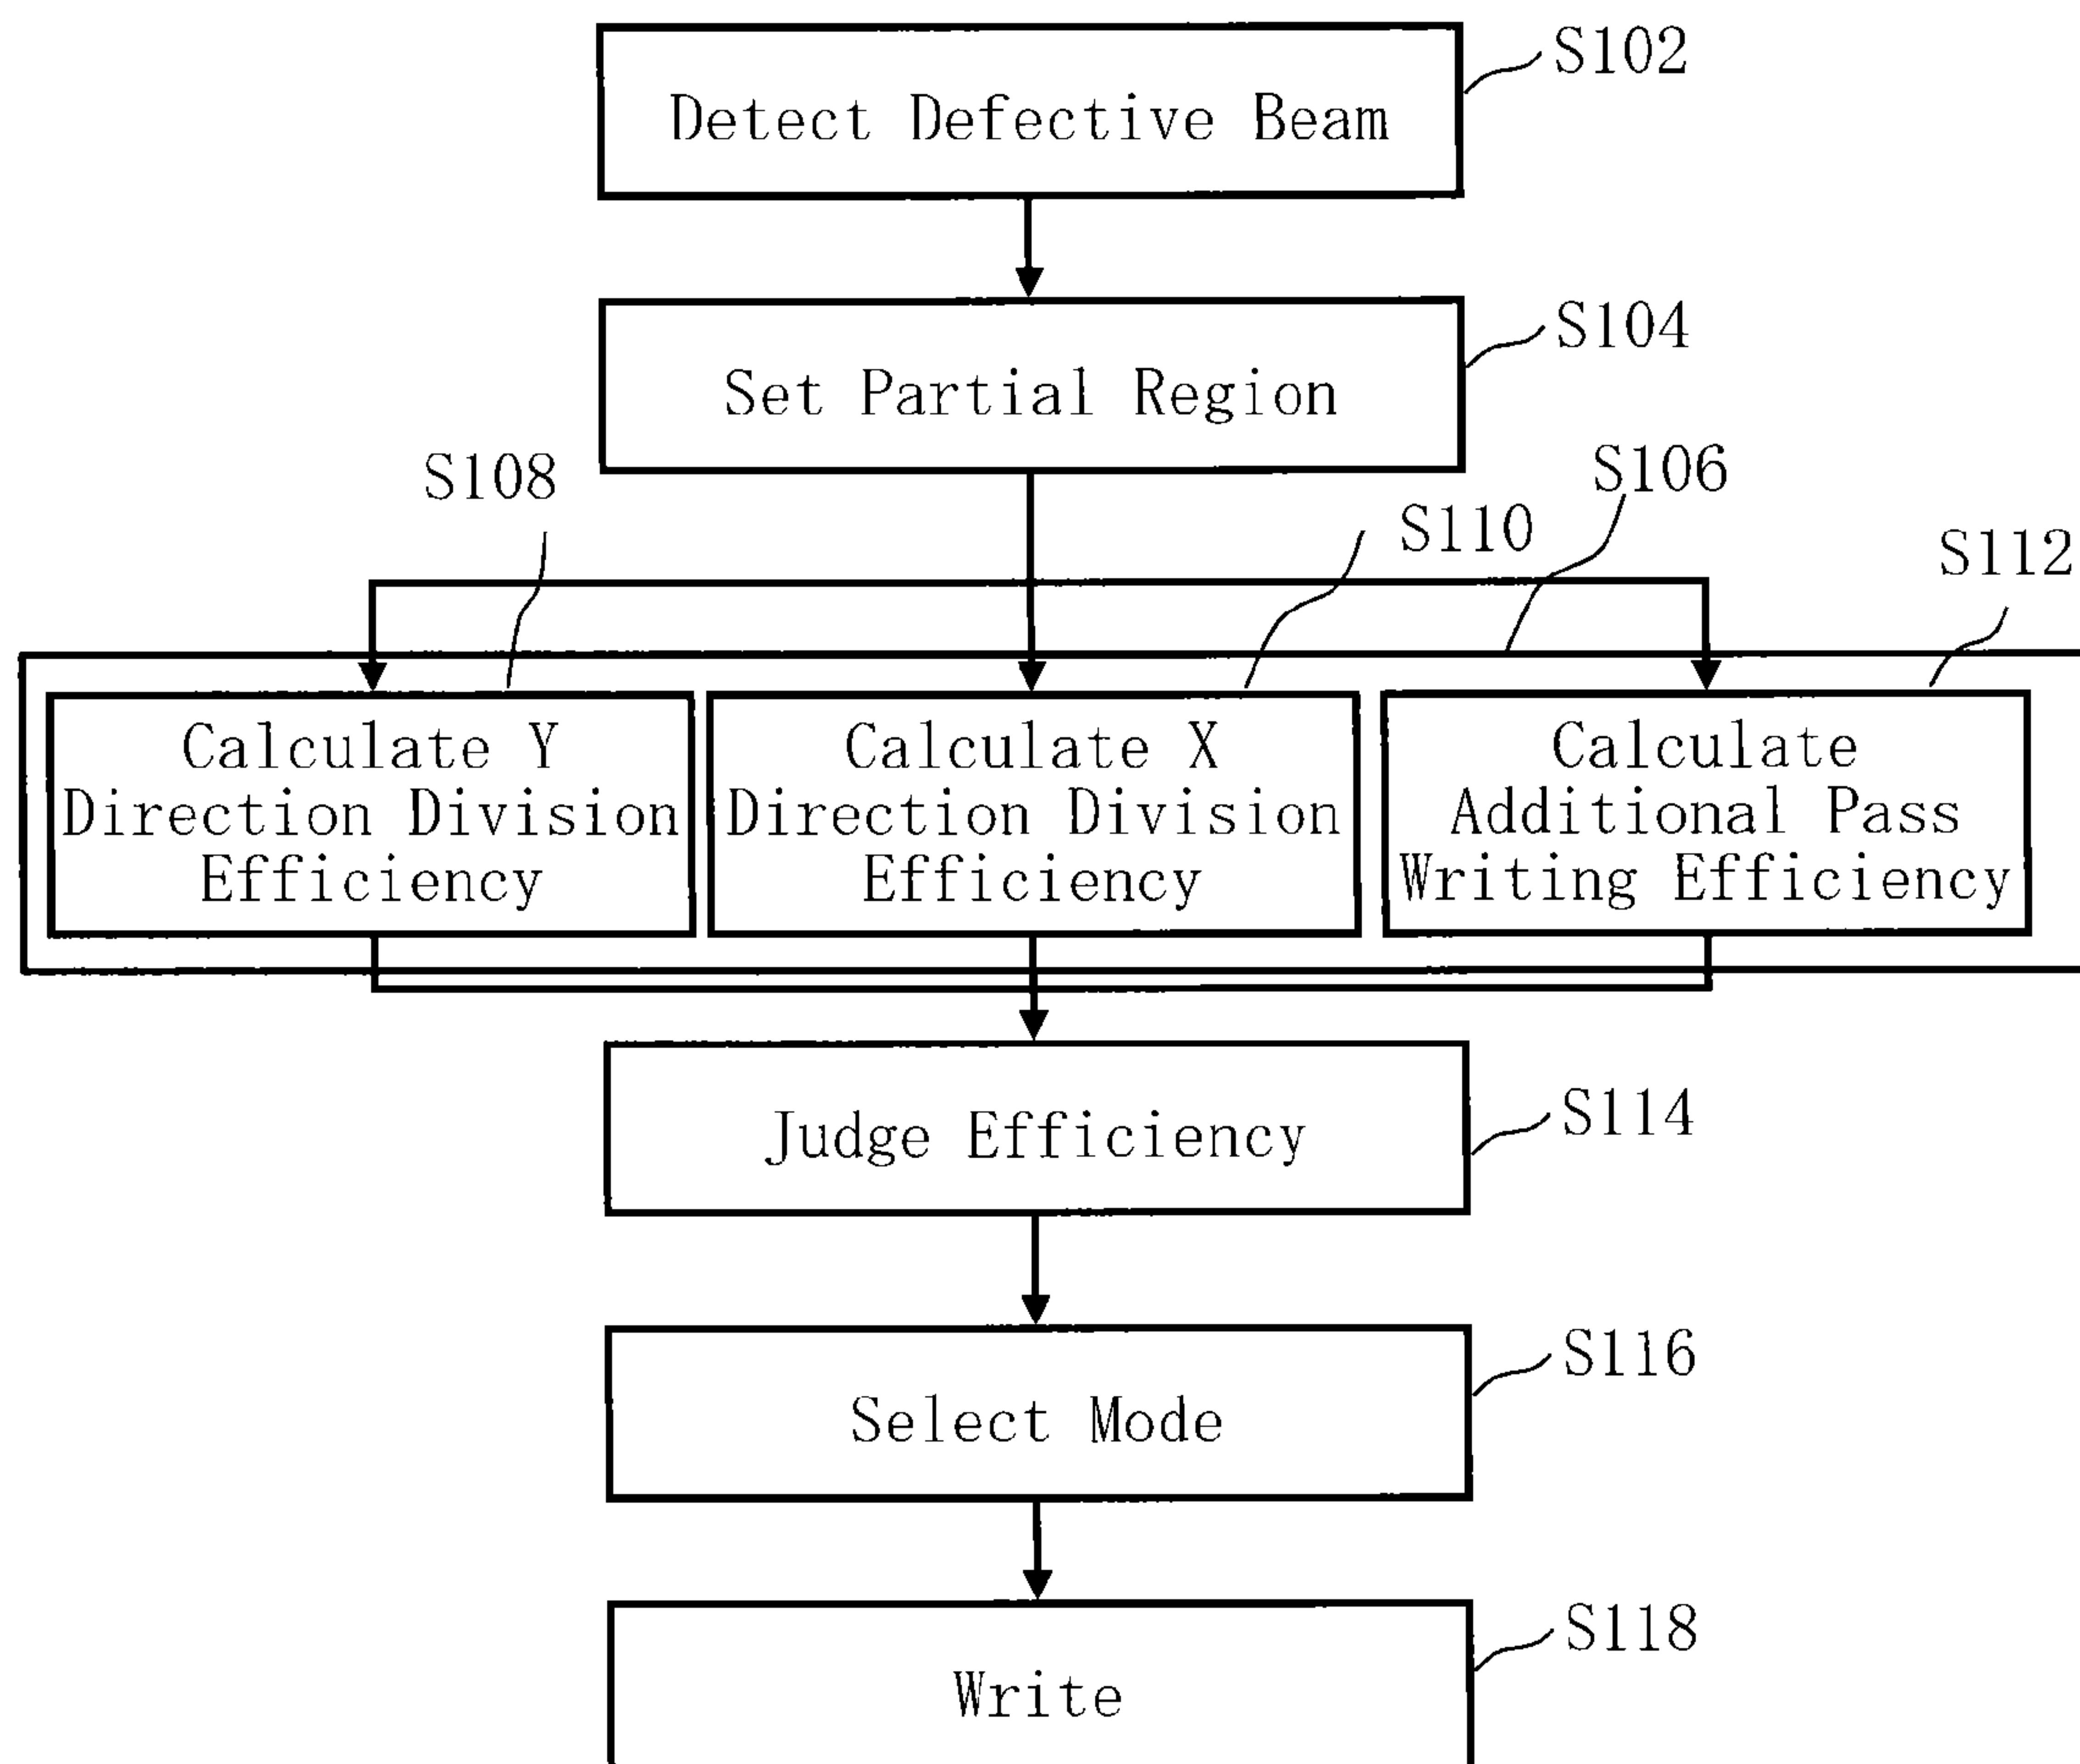 S102
Detect Defective Beam
S104
Set Partial Region
S108
S106
S110
S112
Calculate Y
Direction Division
Efficiency
Calculate X
Direction Division
Efficiency
Calculate
Additional Pass
Writing Efficiency
S114
Judge Efficiency
S116
Select Mode
S118
Write